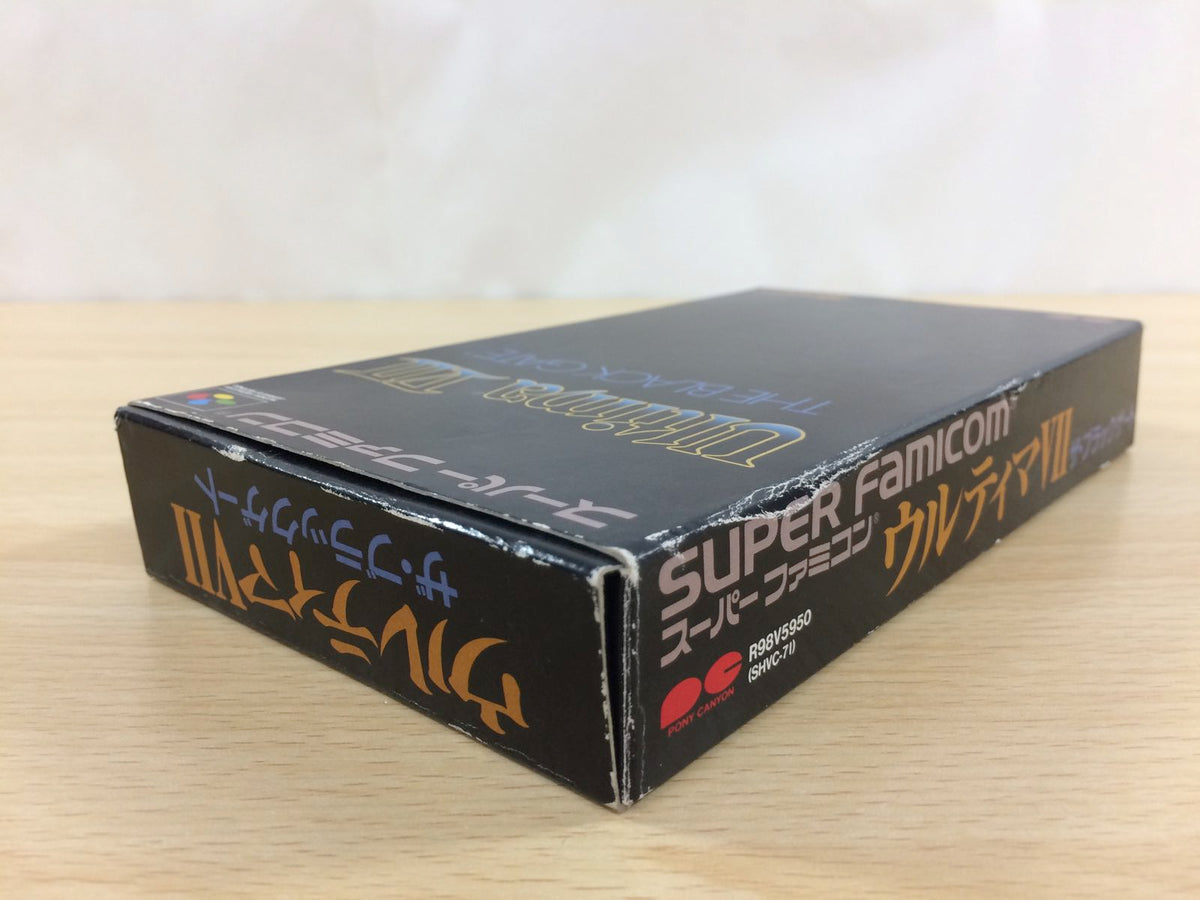 スーパーファミコン
Ultima VII
THE BLACK GATE
ウルティマVII
ザ・ブラックゲート
SUPER FAMICOM
スーパーファミコン®
ウルティマVII
ザ・ブラックゲート
R98V5950
(SHVC-7I)
PONY CANYON